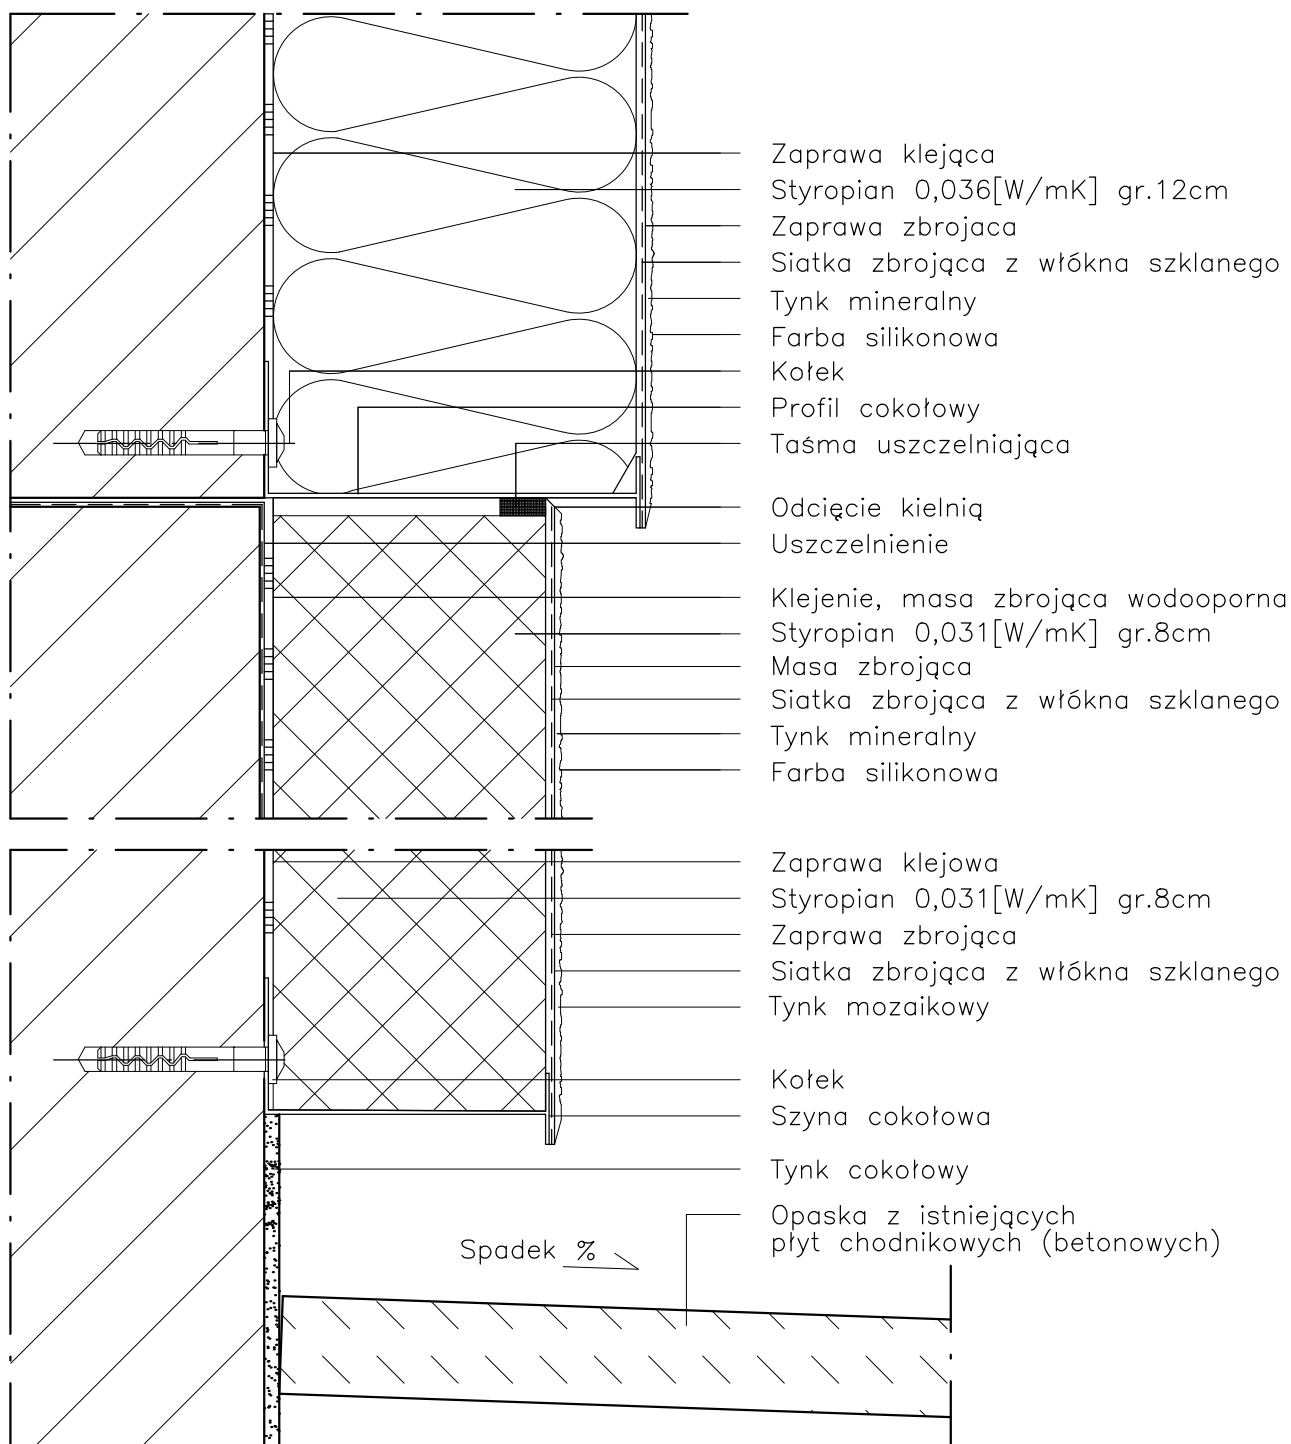 Zaprawa klejąca
Styropian 0,036[W/mK] gr.12cm
Zaprawa zbrojaca
Siatka zbrojąca z włókna szklanego
Tynk mineralny
Farba silikonowa
Kołek
Profil cokołowy
Taśma uszczelniająca
Odcięcie kielnią
Uszczelnienie
Klejenie, masa zbrojąca wodooporna
Styropian 0,031[W/mK] gr.8cm
Masa zbrojąca
Siatka zbrojąca z włókna szklanego
Tynk mineralny
Farba silikonowa
Zaprawa klejowa
Styropian 0,031[W/mK] gr.8cm
Zaprawa zbrojąca
Siatka zbrojąca z włókna szklanego
Tynk mozaikowy
Kołek
Szyna cokołowa
Tynk cokołowy
Opaska z istniejących
płyt chodnikowych (betonowych)
Spadek %